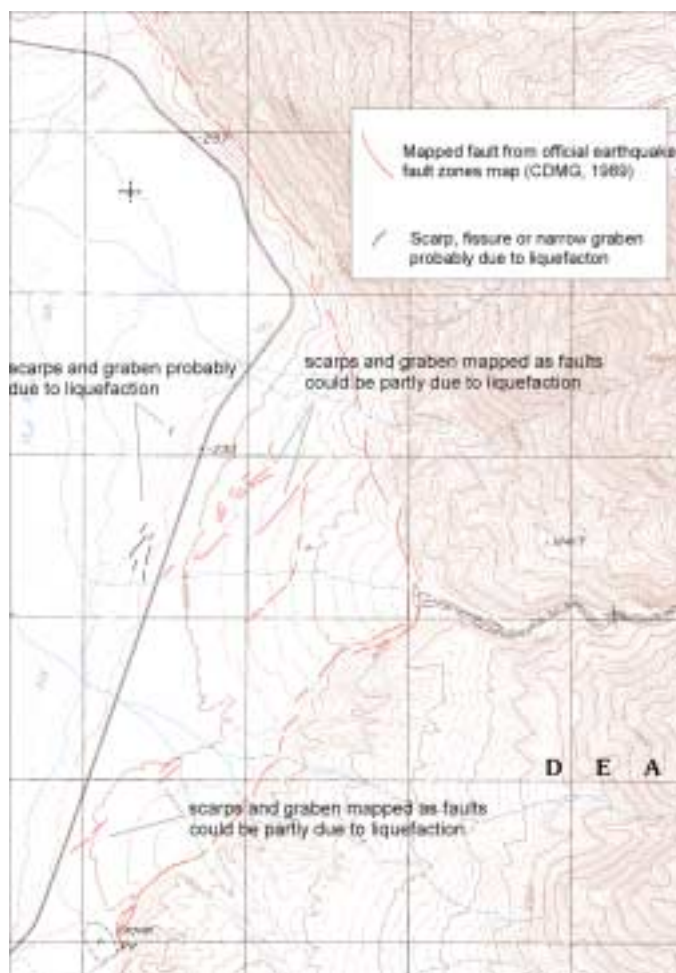 Mapped fault from official earthquake
fault zones map (CDMG, 1989)
Scarp, fissure or narrow graben
probably due to liquefacton
scarps and graben probably
due to liquefaction
scarps and graben mapped as faults
could be partly due to liquefaction
D E A
scarps and graben mapped as faults
could be partly due to liquefaction